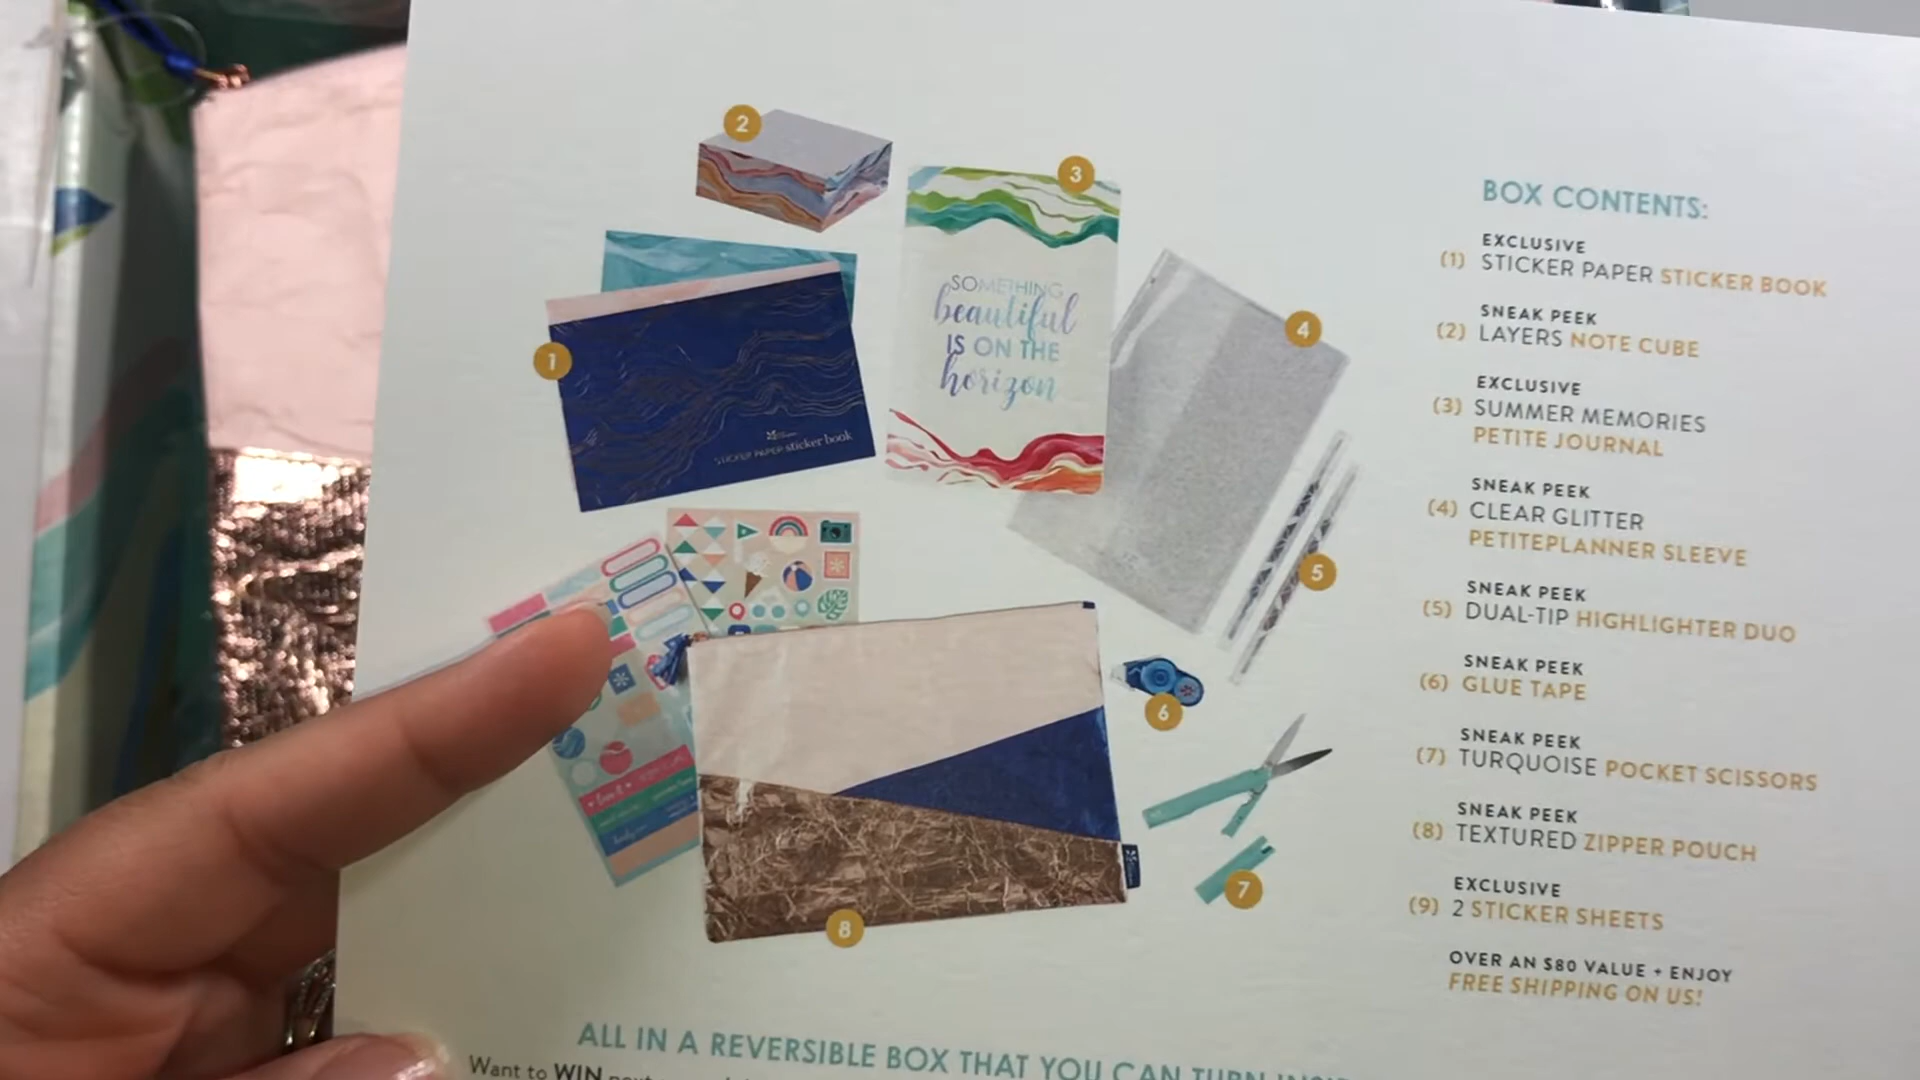 2
3
SOMETHING
beautiful
IS ON THE
horizon
4
1
STICKER PAPER sticker book
5
6
7
8
BOX CONTENTS:
EXCLUSIVE
(1) STICKER PAPER STICKER BOOK
SNEAK PEEK
(2) LAYERS NOTE CUBE
EXCLUSIVE
(3) SUMMER MEMORIES
PETITE JOURNAL
SNEAK PEEK
(4) CLEAR GLITTER
PETITEPLANNER SLEEVE
SNEAK PEEK
(5) DUAL-TIP HIGHLIGHTER DUO
SNEAK PEEK
(6) GLUE TAPE
SNEAK PEEK
(7) TURQUOISE POCKET SCISSORS
SNEAK PEEK
(8) TEXTURED ZIPPER POUCH
EXCLUSIVE
(9) 2 STICKER SHEETS
OVER AN $80 VALUE + ENJOY
FREE SHIPPING ON US!
ALL IN A REVERSIBLE BOX THAT YOU CAN TURN
Want to WIN